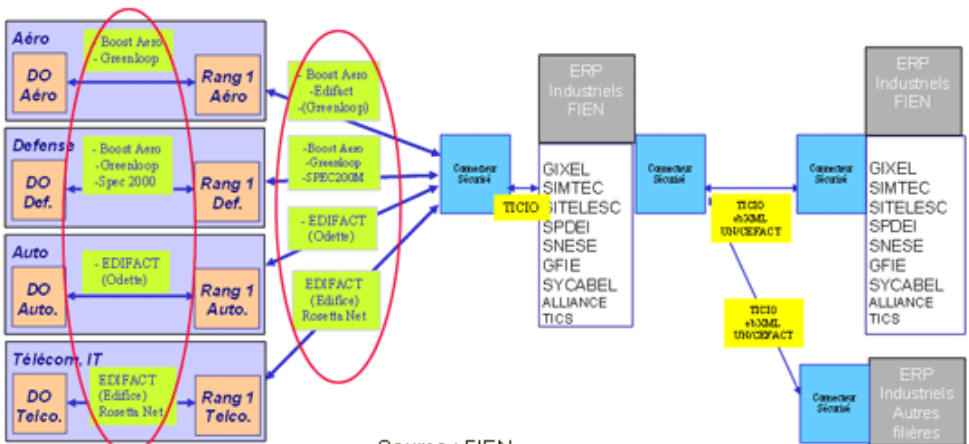 Aéro
- Boost Aero
- Greenloop
DO
Aéro
Rang 1
Aéro
Defense
- Boost Aero
- Greenloop
-Spec 2000
DO
Def.
Rang 1
Def.
Auto
- EDIFACT
(Odette)
DO
Auto.
Rang 1
Auto.
Télécom, IT
EDIFACT
(Edifice)
Rosetta Net
DO
Telco.
Rang 1
Telco.
- Boost Aero
-Edifact
-(Greenloop)
-Boost Aero
-Greenloop
-SPEC200M
- EDIFACT
(Odette)
EDIFACT
(Edifice)
Rosetta Net
Connecteur
Sécurisé
TICIO
ERP
Industriels
FIEN
GIXEL
SIMTEC
SITELESC
SPDEI
SNESE
GFIE
SYCABEL
ALLIANCE
TICS
Connecteur
Sécurisé
TICIO
ebXML
UN/CEFACT
TICIO
ebXML
UN/CEFACT
Connecteur
Sécurisé
ERP
Industriels
FIEN
GIXEL
SIMTEC
SITELESC
SPDEI
SNESE
GFIE
SYCABEL
ALLIANCE
TICS
Connecteur
Sécurisé
ERP
Industriels
Autres
filières
Source : FIEN